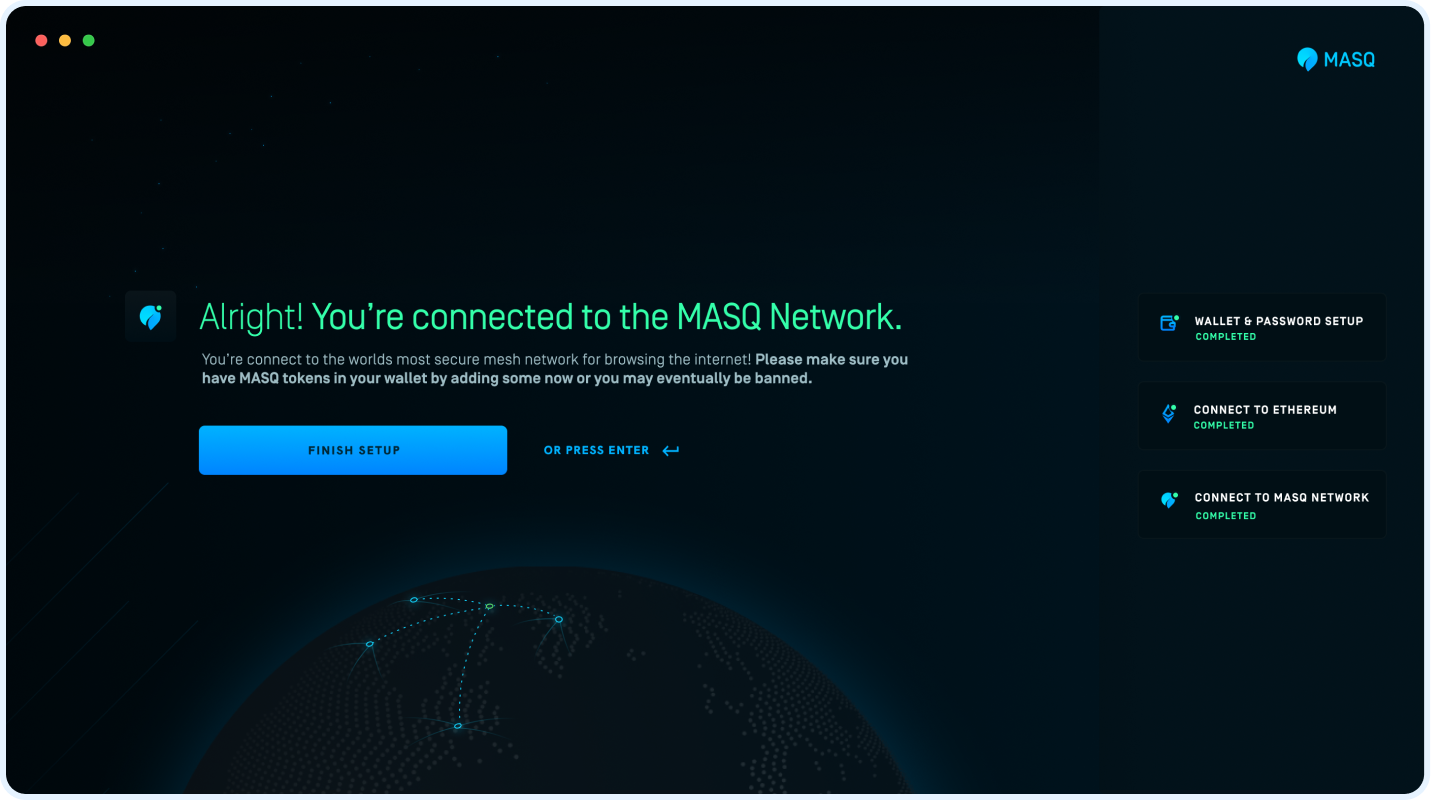 MASQ
Alright! You’re connected to the MASQ Network.
You’re connect to the worlds most secure mesh network for browsing the internet! Please make sure you
have MASQ tokens in your wallet by adding some now or you may eventually be banned.
FINISH SETUP
OR PRESS ENTER
WALLET & PASSWORD SETUP
COMPLETED
CONNECT TO ETHEREUM
COMPLETED
CONNECT TO MASQ NETWORK
COMPLETED